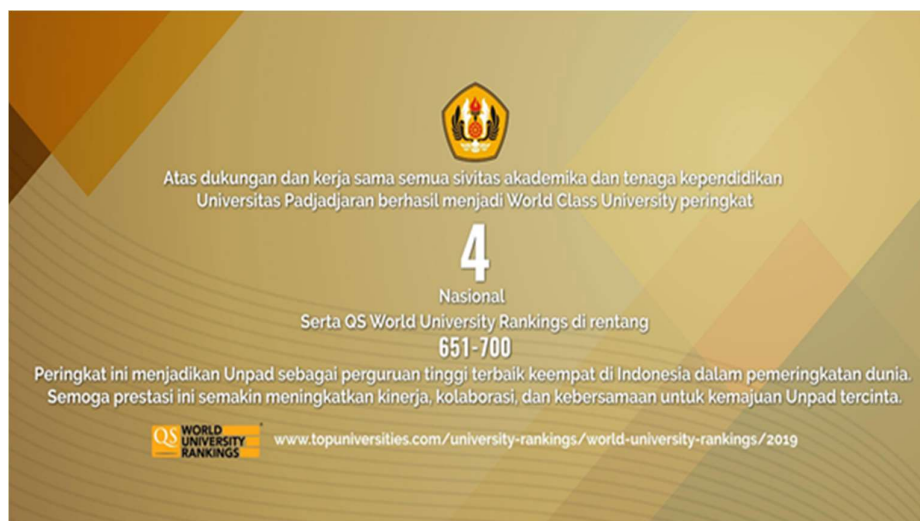 Atas dukungan dan kerja sama semua sivitas akademika dan tenaga kependidikan
Universitas Padjadjaran berhasil menjadi World Class University peringkat
4
Nasional
Serta QS World University Rankings di rentang
651-700
Peringkat ini menjadikan Unpad sebagai perguruan tinggi terbaik keempat di Indonesia dalam pemeringkatan dunia.
Semoga prestasi ini semakin meningkatkan kinerja, kolaborasi, dan kebersamaan untuk kemajuan Unpad tercinta.
QS WORLD
UNIVERSITY
RANKINGS
www.topuniversities.com/university-rankings/world-university-rankings/2019